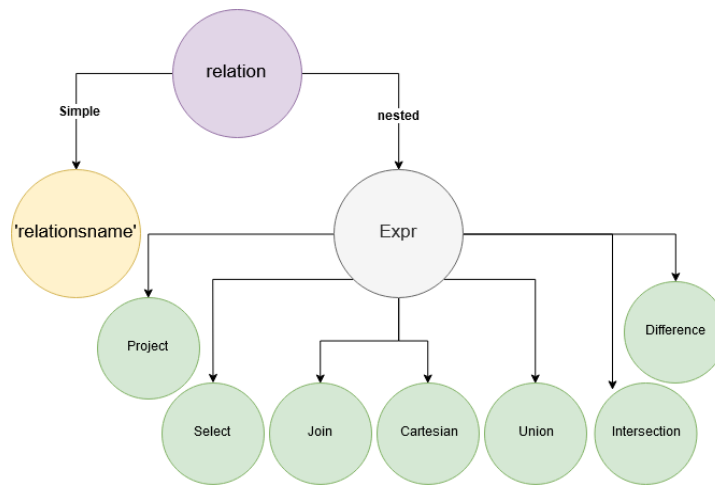 relation
Simple
nested
'relationsname'
Expr
Project
Difference
Select
Join
Cartesian
Union
Intersection